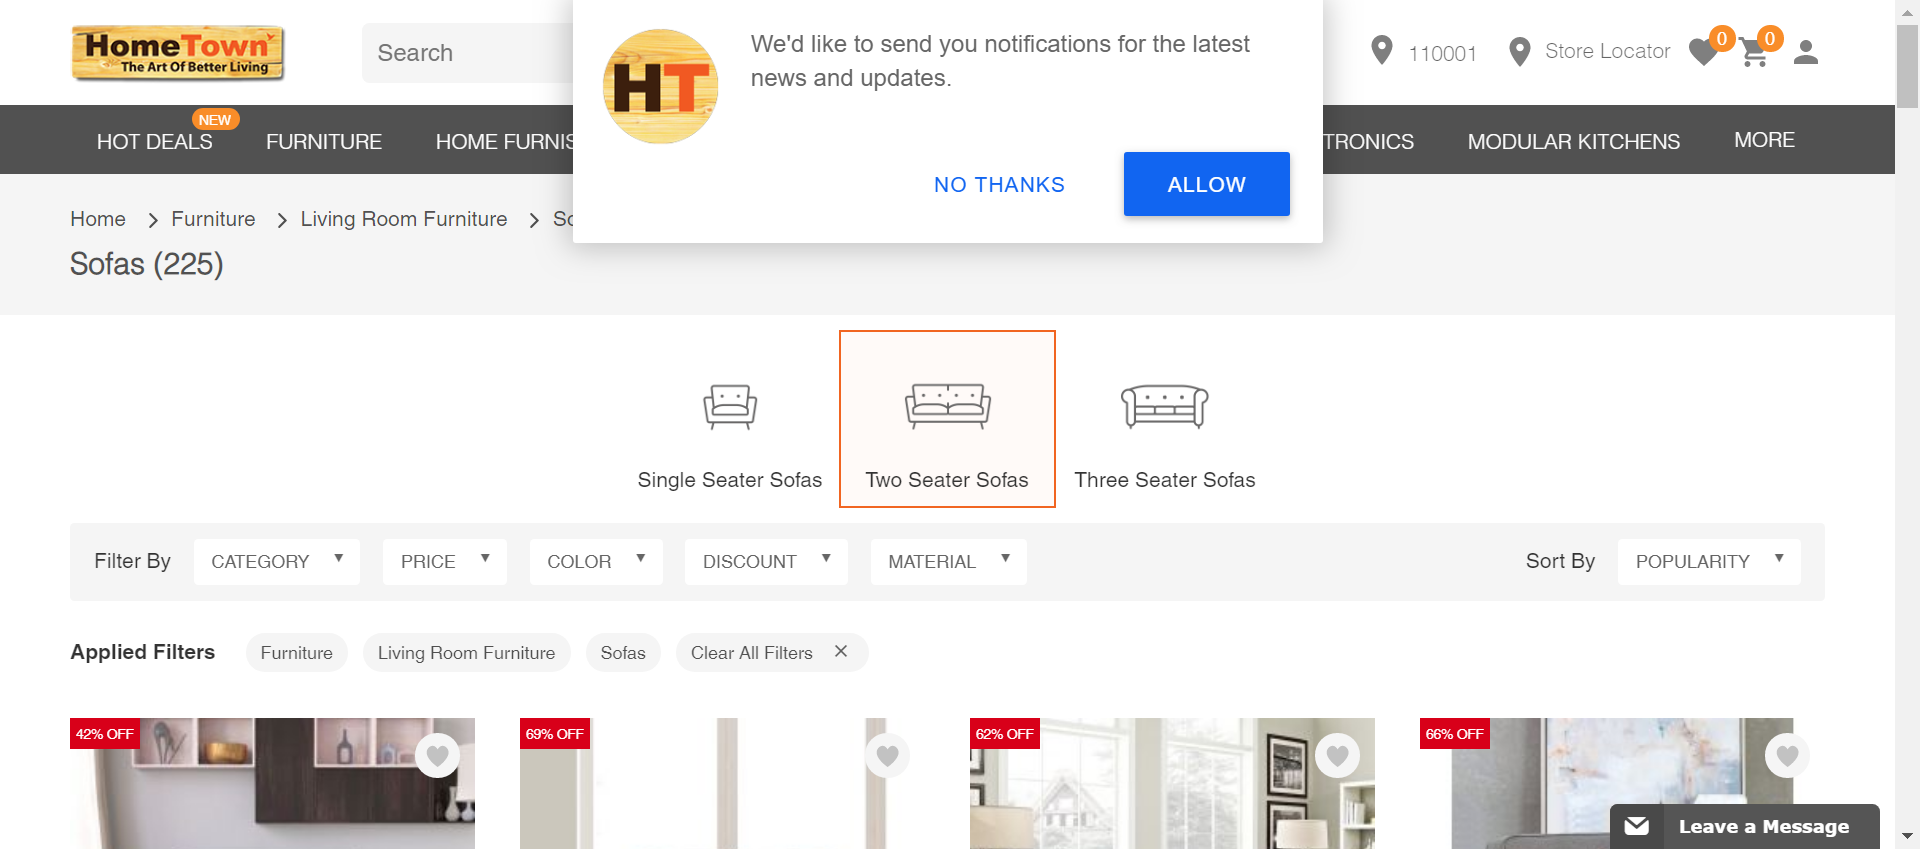 HomeTown
The Art Of Better Living
Search
HT
We'd like to send you notifications for the latest
news and updates.
NO THANKS
ALLOW
110001
Store Locator
0
0
HOT DEALS
NEW
FURNITURE
HOME FURNIS
TRONICS
MODULAR KITCHENS
MORE
Home
Furniture
Living Room Furniture
So
Sofas (225)
Single Seater Sofas
Two Seater Sofas
Three Seater Sofas
Filter By
CATEGORY
PRICE
COLOR
DISCOUNT
MATERIAL
Sort By
POPULARITY
Applied Filters
Furniture
Living Room Furniture
Sofas
Clear All Filters
42% OFF
69% OFF
62% OFF
66% OFF
Leave a Message